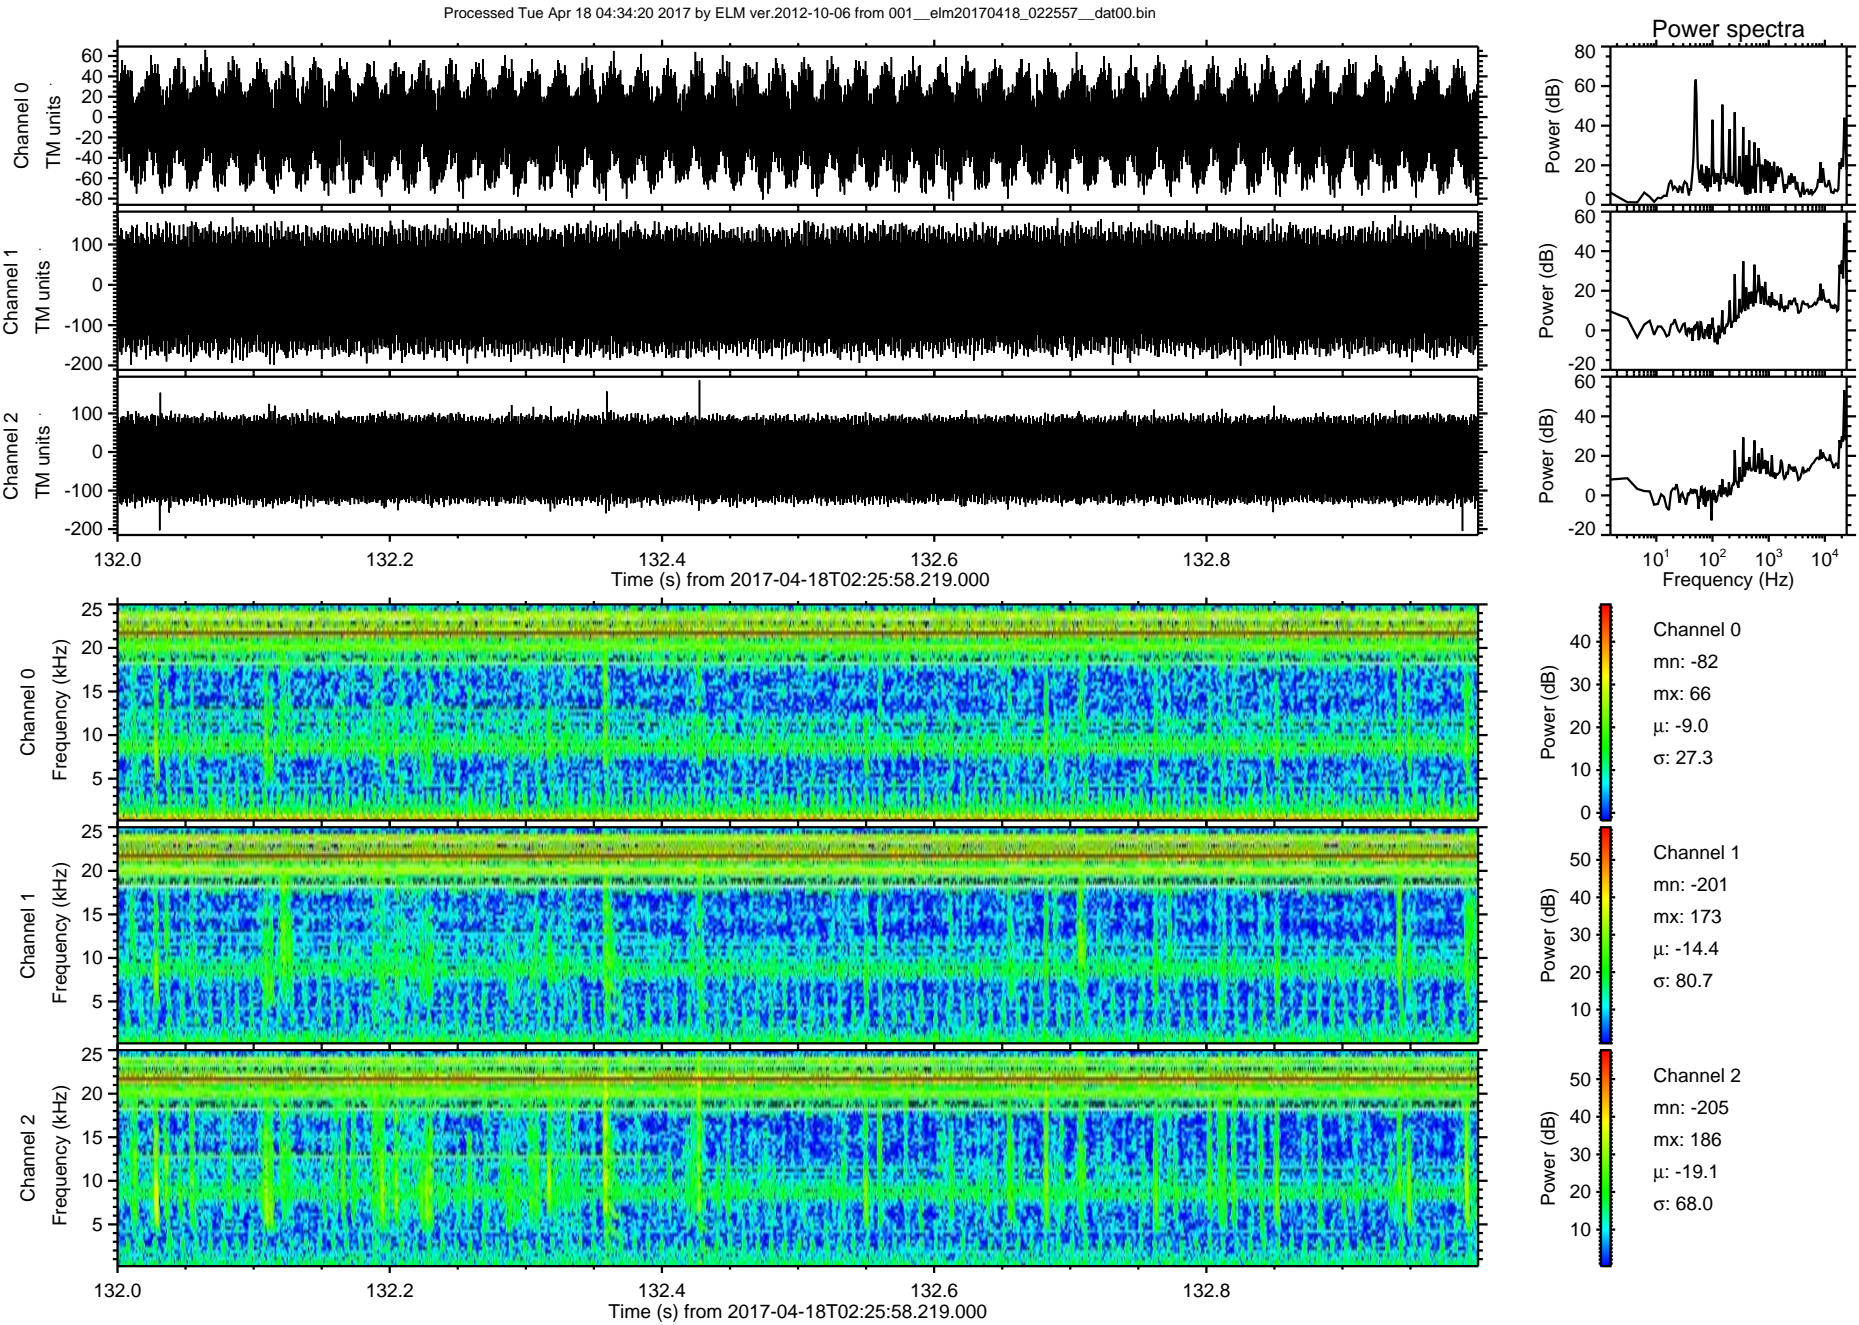 Processed Tue Apr 18 04:34:20 2017 by ELM ver.2012-10-06 from 001__elm20170418_022557__dat00.bin
Power spectra
Channel 0
TM units
60
40
20
0
-20
-40
-60
-80
Power (dB)
80
60
40
20
0
Channel 1
TM units
100
0
-100
-200
Power (dB)
60
40
20
0
-20
Channel 2
TM units
100
0
-100
-200
Power (dB)
60
40
20
0
-20
132.0 132.2 132.4 132.6 132.8
Time (s) from 2017-04-18T02:25:58.219.000
10¹ 10² 10³ 10⁴
Frequency (Hz)
Channel 0
Frequency (kHz)
25
20
15
10
5
Power (dB)
40
30
20
10
0
Channel 0
mn: -82
mx: 66
μ: -9.0
σ: 27.3
Channel 1
Frequency (kHz)
25
20
15
10
5
Power (dB)
50
40
30
20
10
Channel 1
mn: -201
mx: 173
μ: -14.4
σ: 80.7
Channel 2
Frequency (kHz)
25
20
15
10
5
Power (dB)
50
40
30
20
10
Channel 2
mn: -205
mx: 186
μ: -19.1
σ: 68.0
132.0 132.2 132.4 132.6 132.8
Time (s) from 2017-04-18T02:25:58.219.000